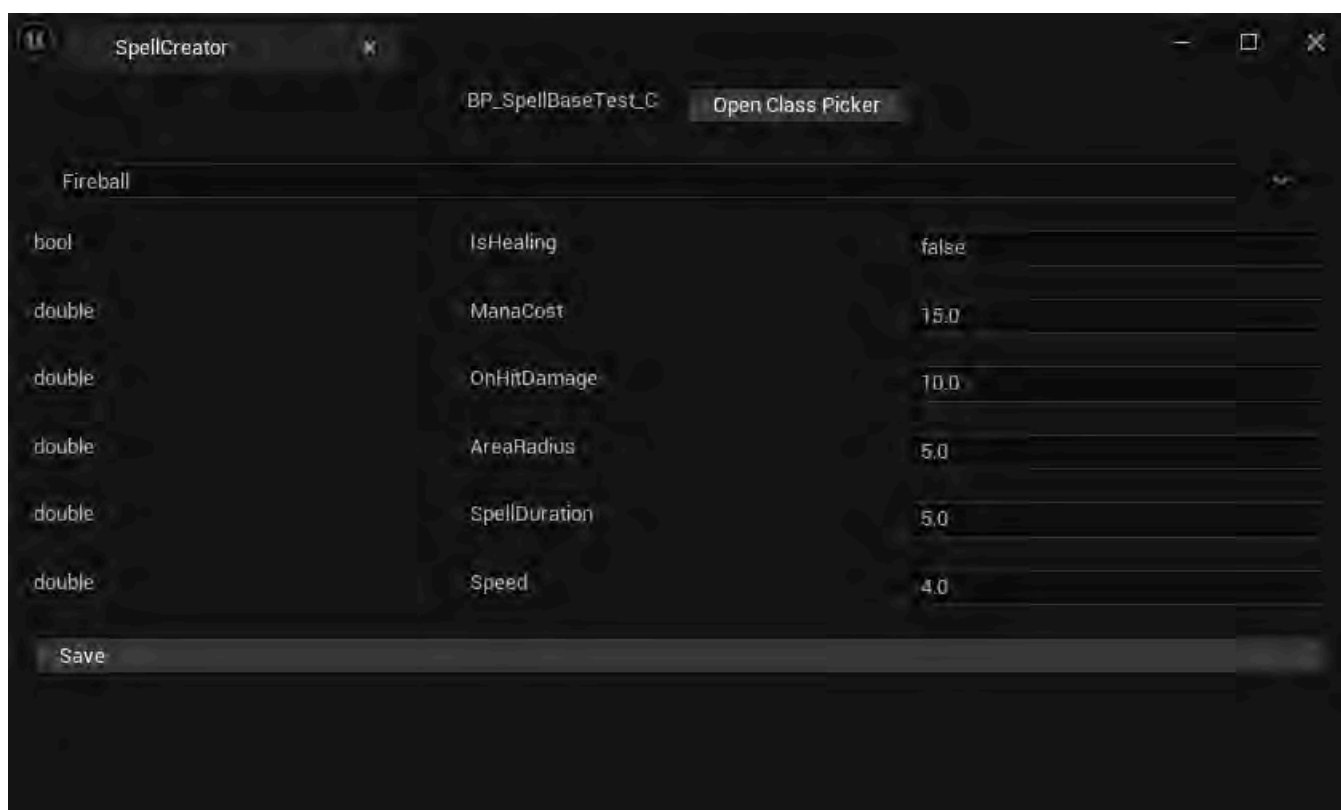 SpellCreator
BP_SpellBaseTest_C Open Class Picker
Fireball
bool IsHealing false
double ManaCost 15.0
double OnHitDamage 10.0
double AreaRadius 5.0
double SpellDuration 5.0
double Speed 4.0
Save